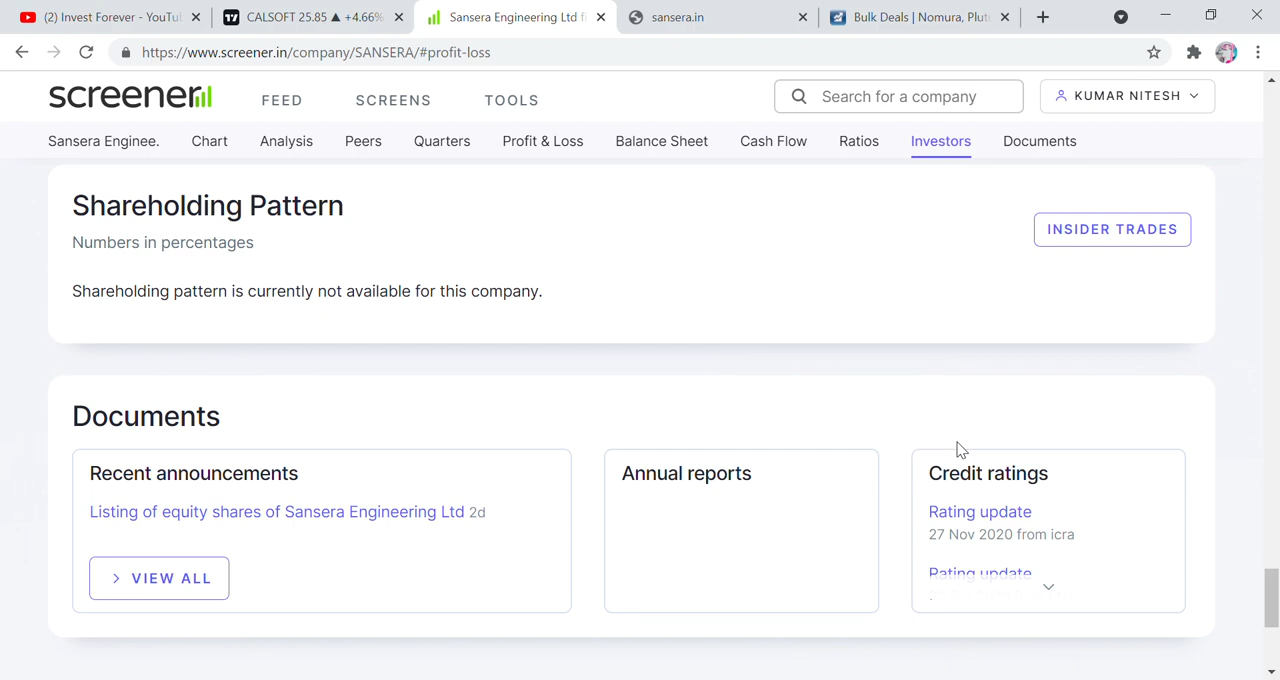 (2) Invest Forever - YouTu
CALSOFT 25.85 ▲ +4.66%
Sansera Engineering Ltd fi
sansera.in
Bulk Deals | Nomura, Plut
https://www.screener.in/company/SANSERA/#profit-loss
screener
FEED
SCREENS
TOOLS
Search for a company
KUMAR NITESH
Sansera Enginee.
Chart
Analysis
Peers
Quarters
Profit & Loss
Balance Sheet
Cash Flow
Ratios
Investors
Documents
Shareholding Pattern
Numbers in percentages
INSIDER TRADES
Shareholding pattern is currently not available for this company.
Documents
Recent announcements
Listing of equity shares of Sansera Engineering Ltd 2d
VIEW ALL
Annual reports
Credit ratings
Rating update
27 Nov 2020 from icra
Rating update